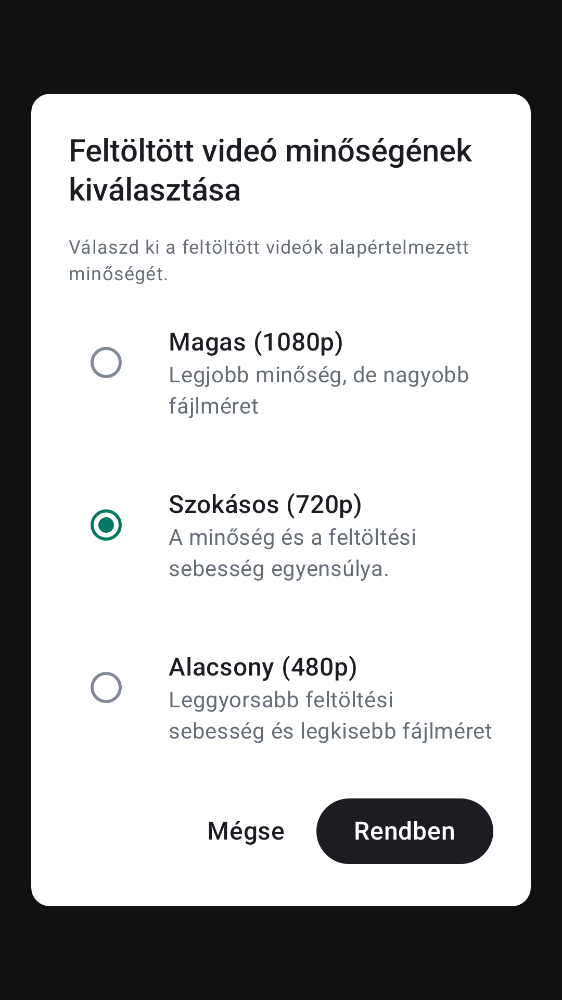 Feltöltött videó minőségének
kiválasztása
Válaszd ki a feltöltött videók alapértelmezett
minőségét.
Magas (1080p)
Legjobb minőség, de nagyobb
fájlméret
Szokásos (720p)
A minőség és a feltöltési
sebesség egyensúlya.
Alacsony (480p)
Leggyorsabb feltöltési
sebesség és legkisebb fájlméret
Mégse
Rendben